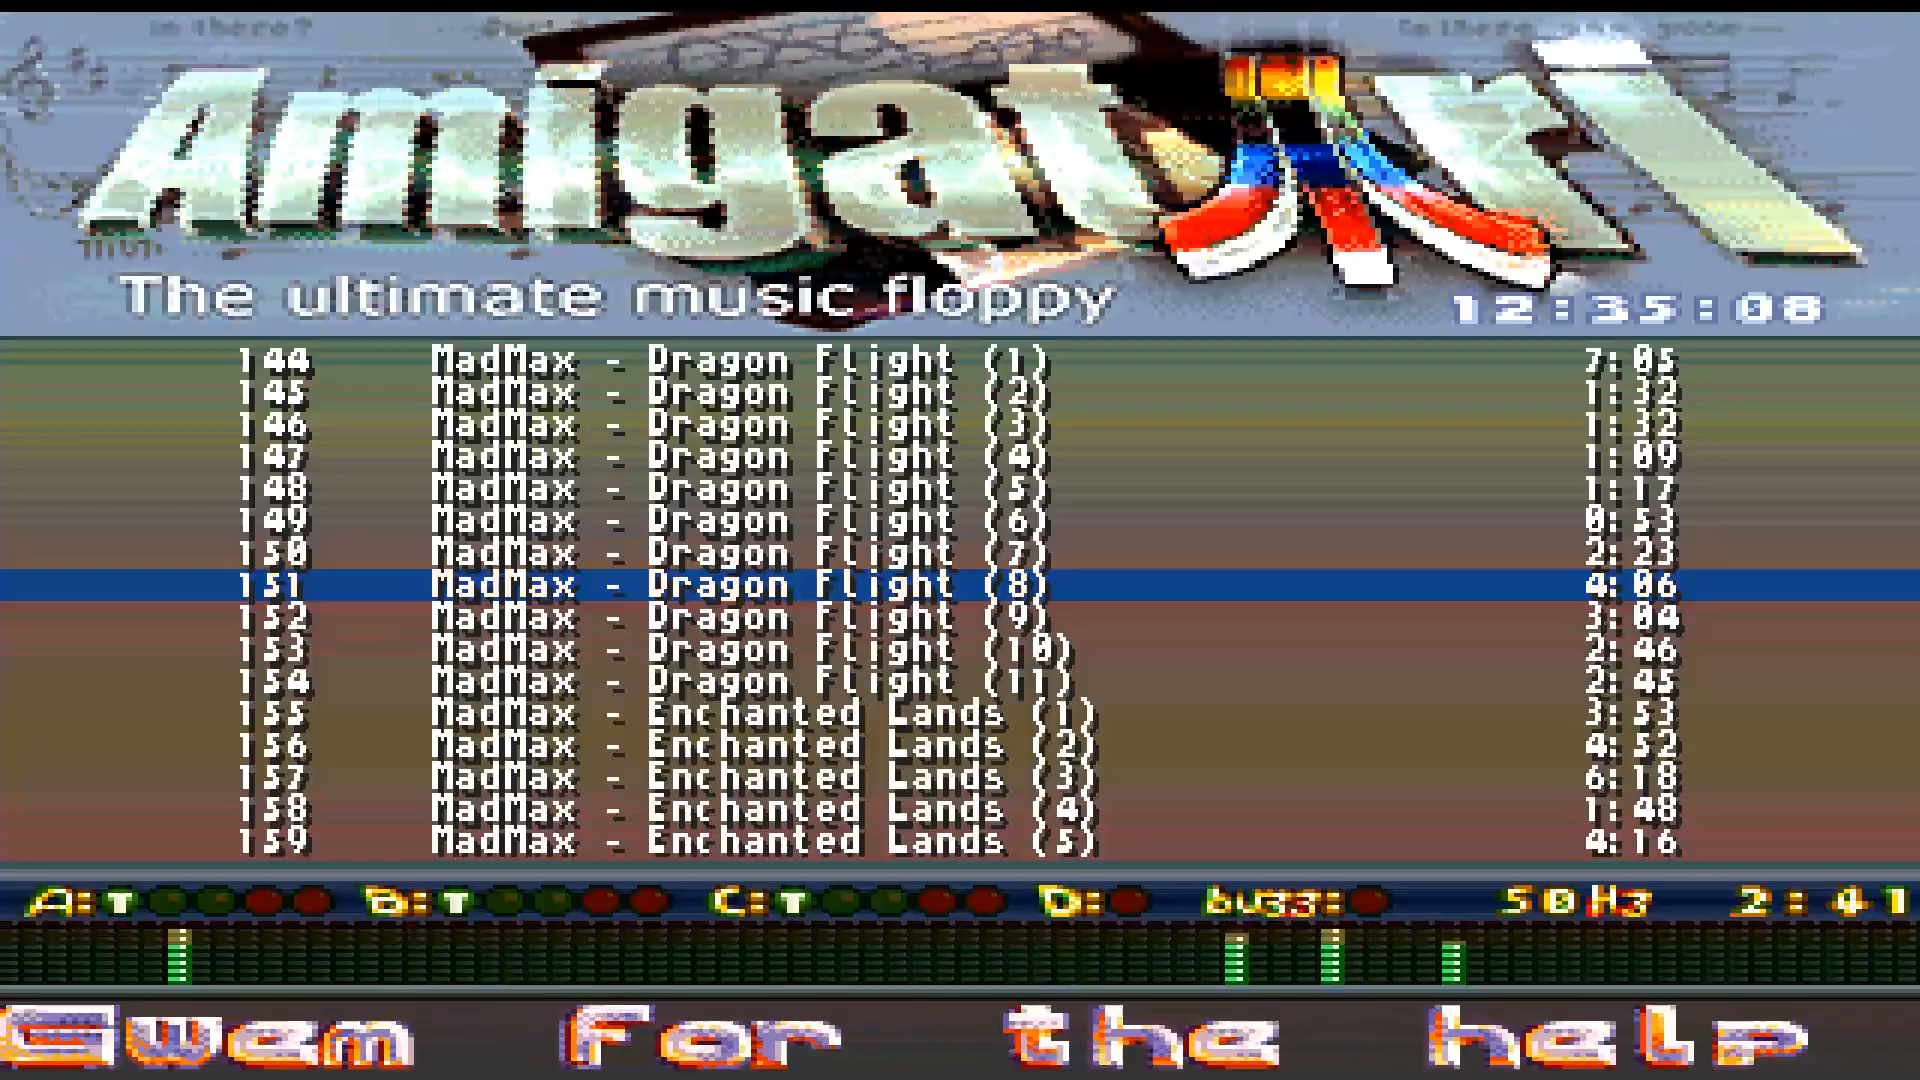 AmigAtari
The ultimate music floppy
12:35:08
144 MadMax - Dragon Flight (1) 7:05
145 MadMax - Dragon Flight (2) 1:32
146 MadMax - Dragon Flight (3) 1:32
147 MadMax - Dragon Flight (4) 1:09
148 MadMax - Dragon Flight (5) 1:17
149 MadMax - Dragon Flight (6) 0:53
150 MadMax - Dragon Flight (7) 2:23
151 MadMax - Dragon Flight (8) 4:06
152 MadMax - Dragon Flight (9) 3:04
153 MadMax - Dragon Flight (10) 2:46
154 MadMax - Dragon Flight (11) 2:45
155 MadMax - Enchanted Lands (1) 3:53
156 MadMax - Enchanted Lands (2) 4:52
157 MadMax - Enchanted Lands (3) 6:18
158 MadMax - Enchanted Lands (4) 1:48
159 MadMax - Enchanted Lands (5) 4:16
A:T B:T C:T D: buzz: 50Hz 2:41
Gwem for the help